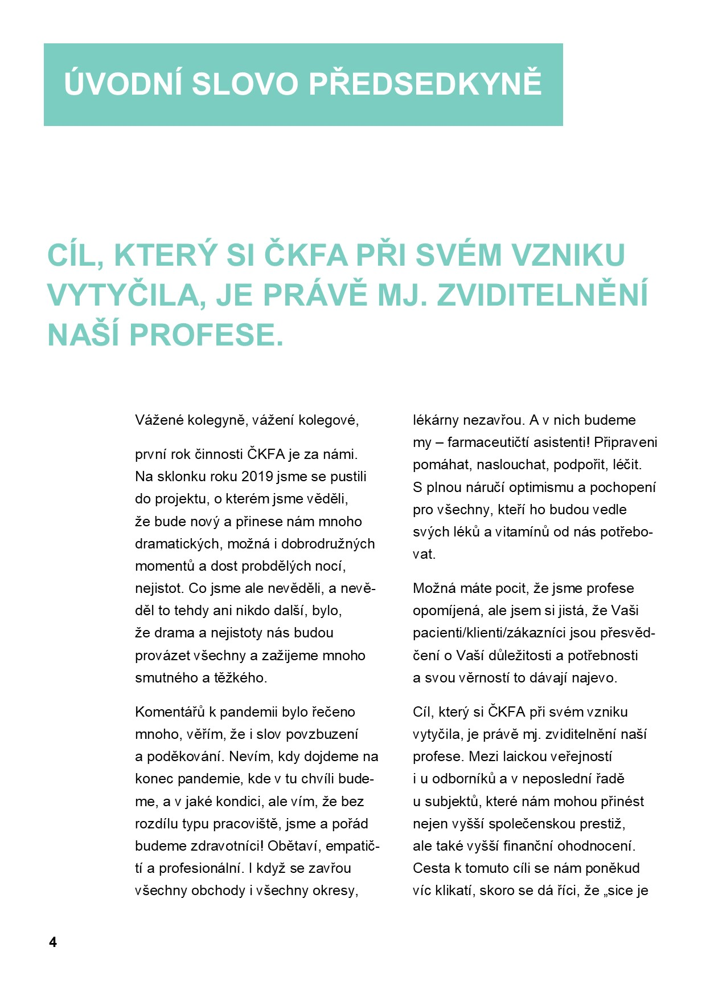 ÚVODNÍ SLOVO PŘEDSEDKYNĚ
CÍL, KTERÝ SI ČKFA PŘI SVÉM VZNIKU
VYTYČILA, JE PRÁVĚ MJ. ZVIDITELNĚNÍ
NAŠÍ PROFESE.
Vážené kolegyně, vážení kolegové,
první rok činnosti ČKFA je za námi.
Na sklonku roku 2019 jsme se pustili
do projektu, o kterém jsme věděli,
že bude nový a přinese nám mnoho
dramatických, možná i dobrodružných
momentů a dost probdělých nocí,
nejistot. Co jsme ale nevěděli, a nevě-
děl to tehdy ani nikdo další, bylo,
že drama a nejistoty nás budou
provázet všechny a zažijeme mnoho
smutného a těžkého.
Komentářů k pandemii bylo řečeno
mnoho, věřím, že i slov povzbuzení
a poděkování. Nevím, kdy dojdeme na
konec pandemie, kde v tu chvíli bude-
me, a v jaké kondici, ale vím, že bez
rozdílu typu pracoviště, jsme a pořád
budeme zdravotníci! Obětaví, empatič-
tí a profesionální. I když se zavřou
všechny obchody i všechny okresy,
lékárny nezavřou. A v nich budeme
my – farmaceutičtí asistenti! Připraveni
pomáhat, naslouchat, podpořit, léčit.
S plnou náručí optimismu a pochopení
pro všechny, kteří ho budou vedle
svých léků a vitamínů od nás potřebo-
vat.
Možná máte pocit, že jsme profese
opomíjená, ale jsem si jistá, že Vaši
pacienti/klienti/zákazníci jsou přesvěd-
čení o Vaší důležitosti a potřebnosti
a svou věrností to dávají najevo.
Cíl, který si ČKFA při svém vzniku
vytyčila, je právě mj. zviditelnění naší
profese. Mezi laickou veřejností
i u odborníků a v neposlední řadě
u subjektů, které nám mohou přinést
nejen vyšší společenskou prestiž,
ale také vyšší finanční ohodnocení.
Cesta k tomuto cíli se nám poněkud
víc klikatí, skoro se dá říci, že „sice je
4